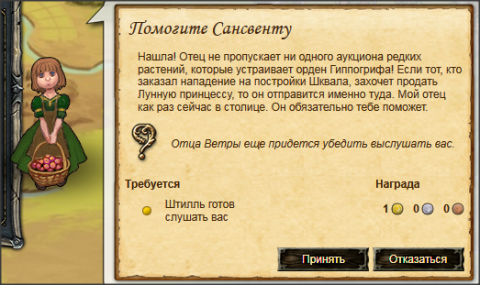 Помогите Сансвенту
Нашла! Отец не пропускает ни одного аукциона редких
растений, которые устраивает орден Гиппогрифа! Если тот, кто
заказал нападение на постройки Шквала, захочет продать
Лунную принцессу, то он отправится именно туда. Мой отец
как раз сейчас в столице. Он обязательно тебе поможет.
Отца Ветры еще придется убедить выслушать вас.
Требуется
Награда
Штилль готов
слушать вас
1 0 0
Принять
Отказаться